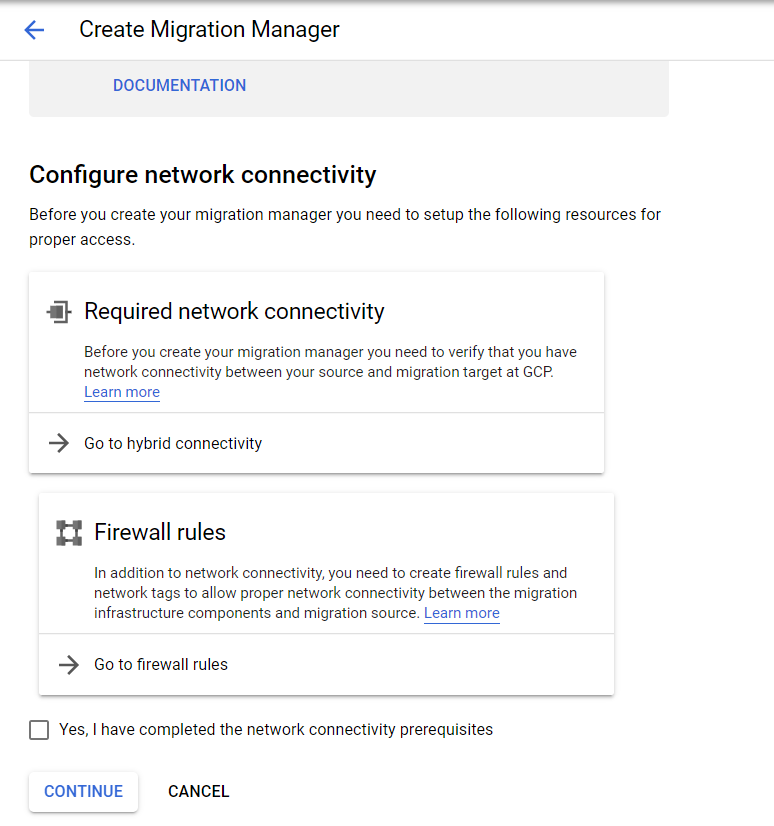 Create Migration Manager
DOCUMENTATION
Configure network connectivity
Before you create your migration manager you need to setup the following resources for
proper access.
Required network connectivity
Before you create your migration manager you need to verify that you have
network connectivity between your source and migration target at GCP.
Learn more
Go to hybrid connectivity
Firewall rules
In addition to network connectivity, you need to create firewall rules and
network tags to allow proper network connectivity between the migration
infrastructure components and migration source. Learn more
Go to firewall rules
Yes, I have completed the network connectivity prerequisites
CONTINUE CANCEL